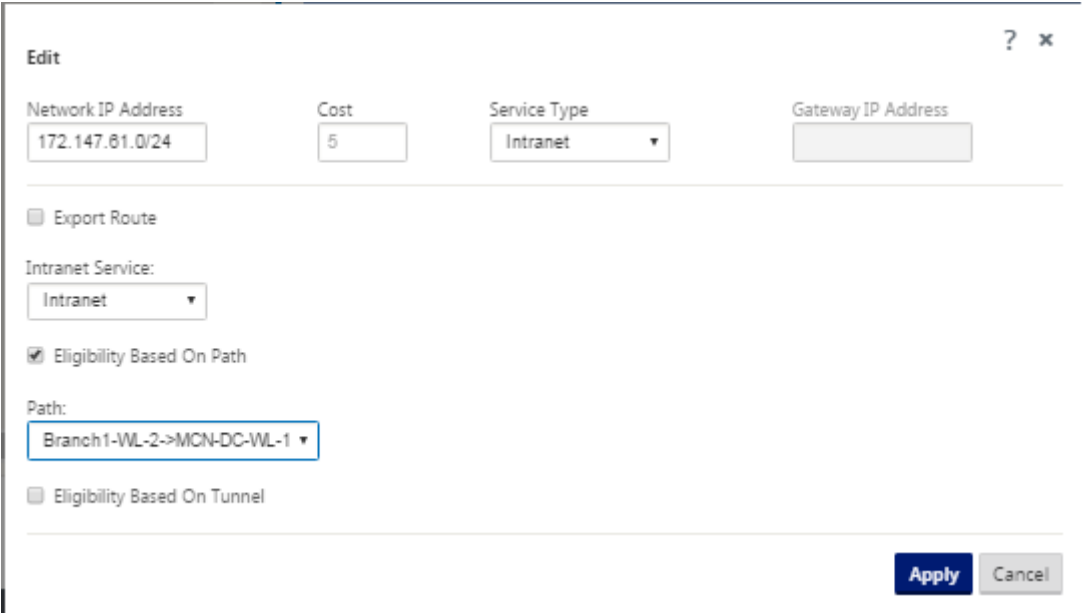 ? ×
Edit
Network IP Address Cost Service Type Gateway IP Address
172.147.61.0/24 5 Intranet
Export Route
Intranet Service:
Intranet
Eligibility Based On Path
Path:
Branch1-WL-2->MCN-DC-WL-1
Eligibility Based On Tunnel
Apply Cancel